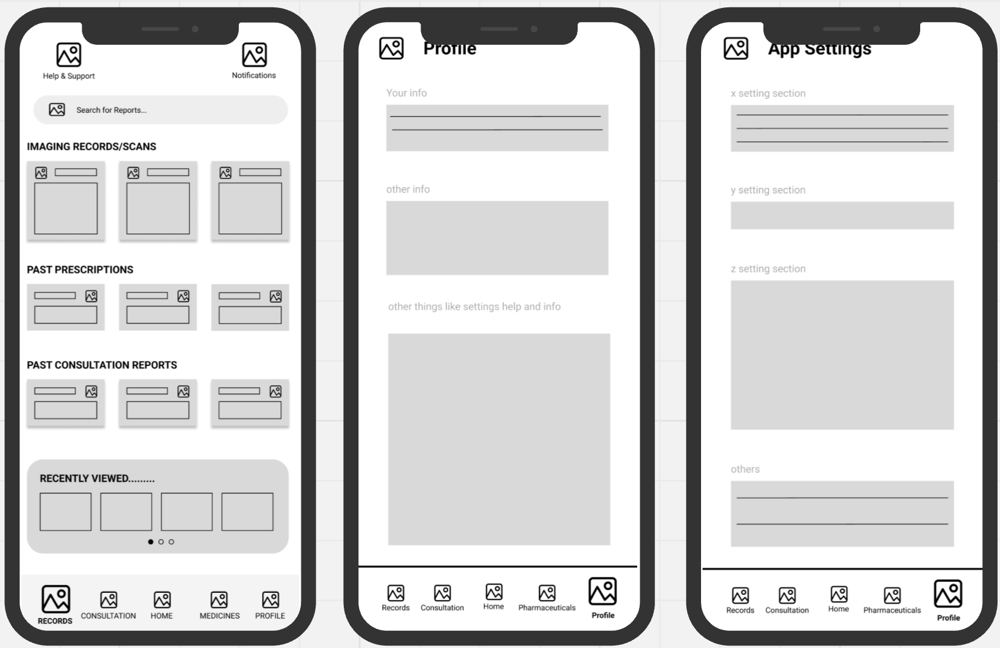 Help & Support
Notifications
Search for Reports...
IMAGING RECORDS/SCANS
PAST PRESCRIPTIONS
PAST CONSULTATION REPORTS
RECENTLY VIEWED.........
RECORDS
CONSULTATION
HOME
MEDICINES
PROFILE
Profile
Your info
other info
other things like settings help and info
Records
Consultation
Home
Pharmaceuticals
Profile
App Settings
x setting section
y setting section
z setting section
others
Records
Consultation
Home
Pharmaceuticals
Profile